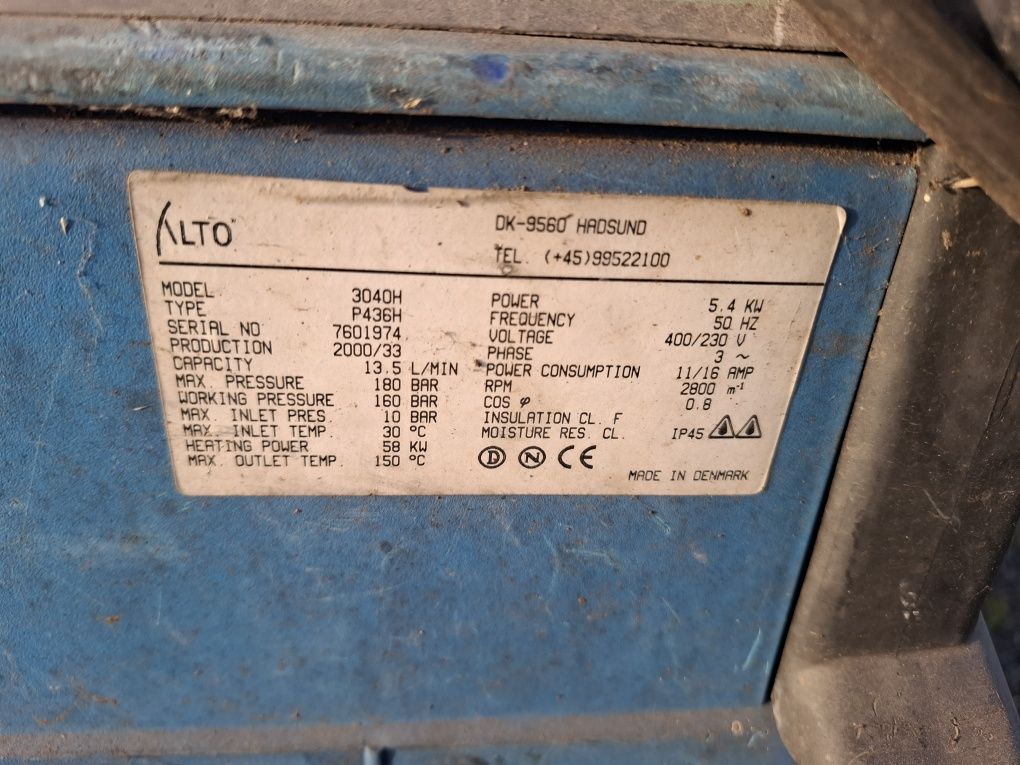 ALTO™ DK-9560 HADSUND
TEL. (+45)99522100
MODEL 3040H
TYPE P436H
SERIAL NO 7601974
PRODUCTION 2000/33
CAPACITY 13.5 L/MIN
MAX. PRESSURE 180 BAR
WORKING PRESSURE 160 BAR
MAX. INLET PRES. 10 BAR
MAX. INLET TEMP. 30 °C
HEATING POWER 58 KW
MAX. OUTLET TEMP. 150 °C
POWER 5.4 KW
FREQUENCY 50 HZ
VOLTAGE 400/230 V
PHASE 3 ~
POWER CONSUMPTION 11/16 AMP
RPM 2800 m⁻¹
COS φ 0.8
INSULATION CL. F
MOISTURE RES. CL. IP45
D N CE
MADE IN DENMARK